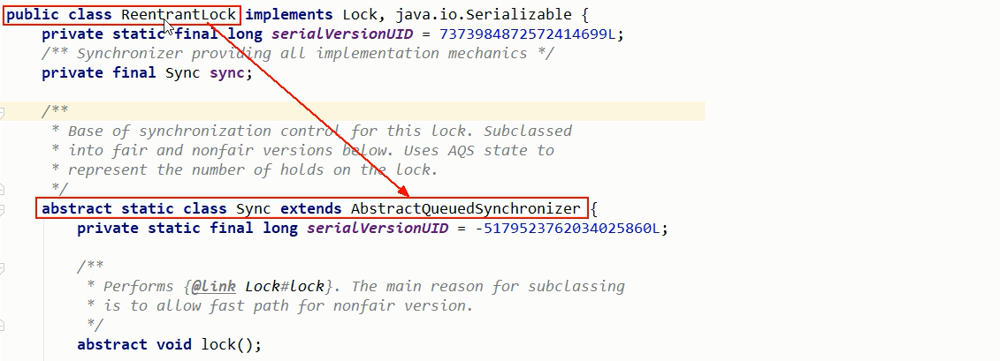 public class ReentrantLock implements Lock, java.io.Serializable {
private static final long serialVersionUID = 7373984872572414699L;
/** Synchronizer providing all implementation mechanics */
private final Sync sync;
/**
* Base of synchronization control for this lock. Subclassed
* into fair and nonfair versions below. Uses AQS state to
* represent the number of holds on the lock.
*/
abstract static class Sync extends AbstractQueuedSynchronizer {
private static final long serialVersionUID = -5179523762034025860L;
/**
* Performs {@link Lock#lock}. The main reason for subclassing
* is to allow fast path for nonfair version.
*/
abstract void lock();